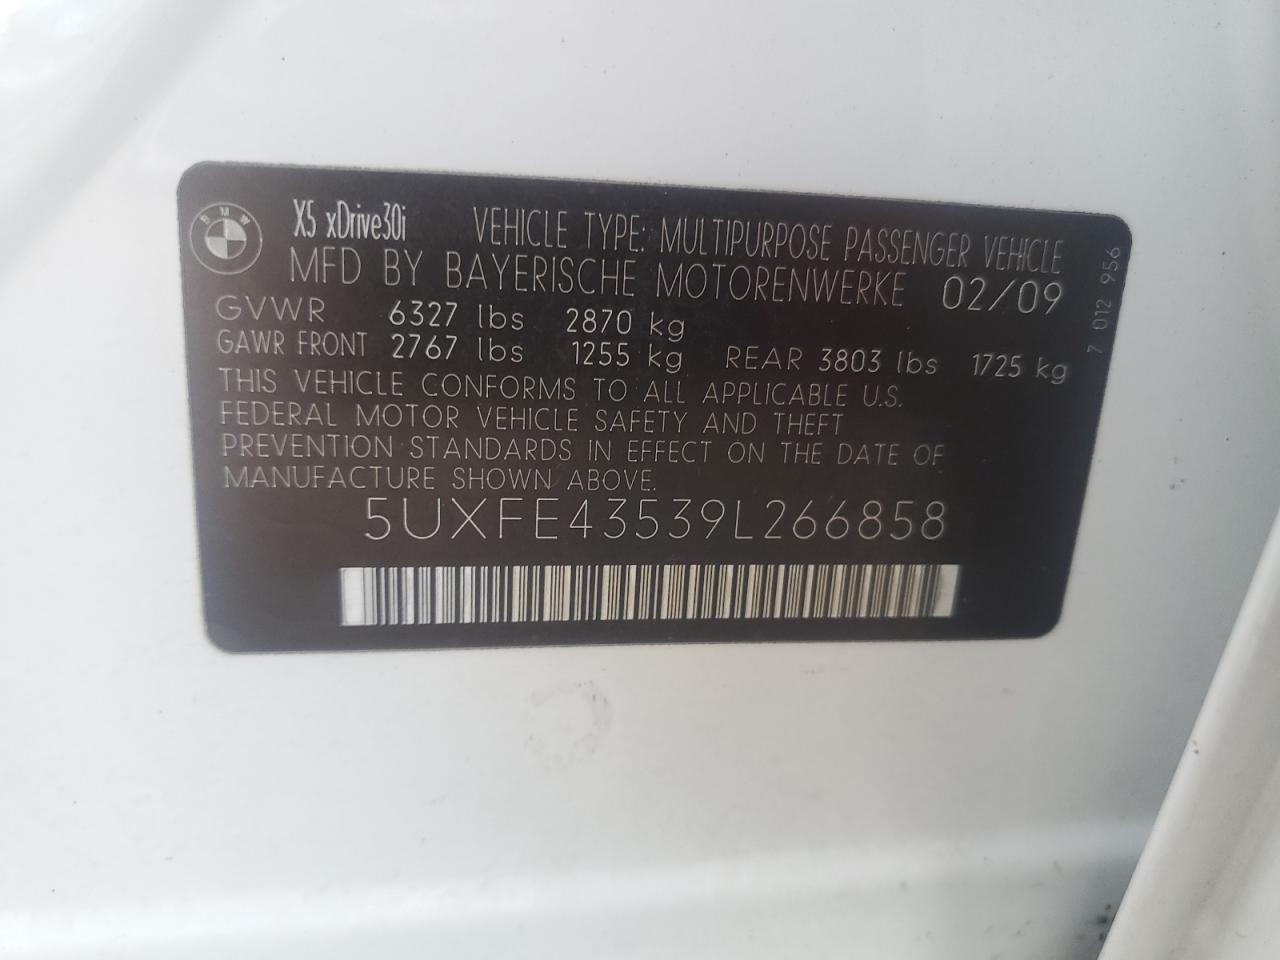 BMW
X5 xDrive30i VEHICLE TYPE: MULTIPURPOSE PASSENGER VEHICLE
MFD BY BAYERISCHE MOTORENWERKE 02/09
GVWR 6327 lbs 2870 kg
GAWR FRONT 2767 lbs 1255 kg REAR 3803 lbs 1725 kg
THIS VEHICLE CONFORMS TO ALL APPLICABLE U.S.
FEDERAL MOTOR VEHICLE SAFETY AND THEFT
PREVENTION STANDARDS IN EFFECT ON THE DATE OF
MANUFACTURE SHOWN ABOVE.
5UXFE43539L266858
7 012 956